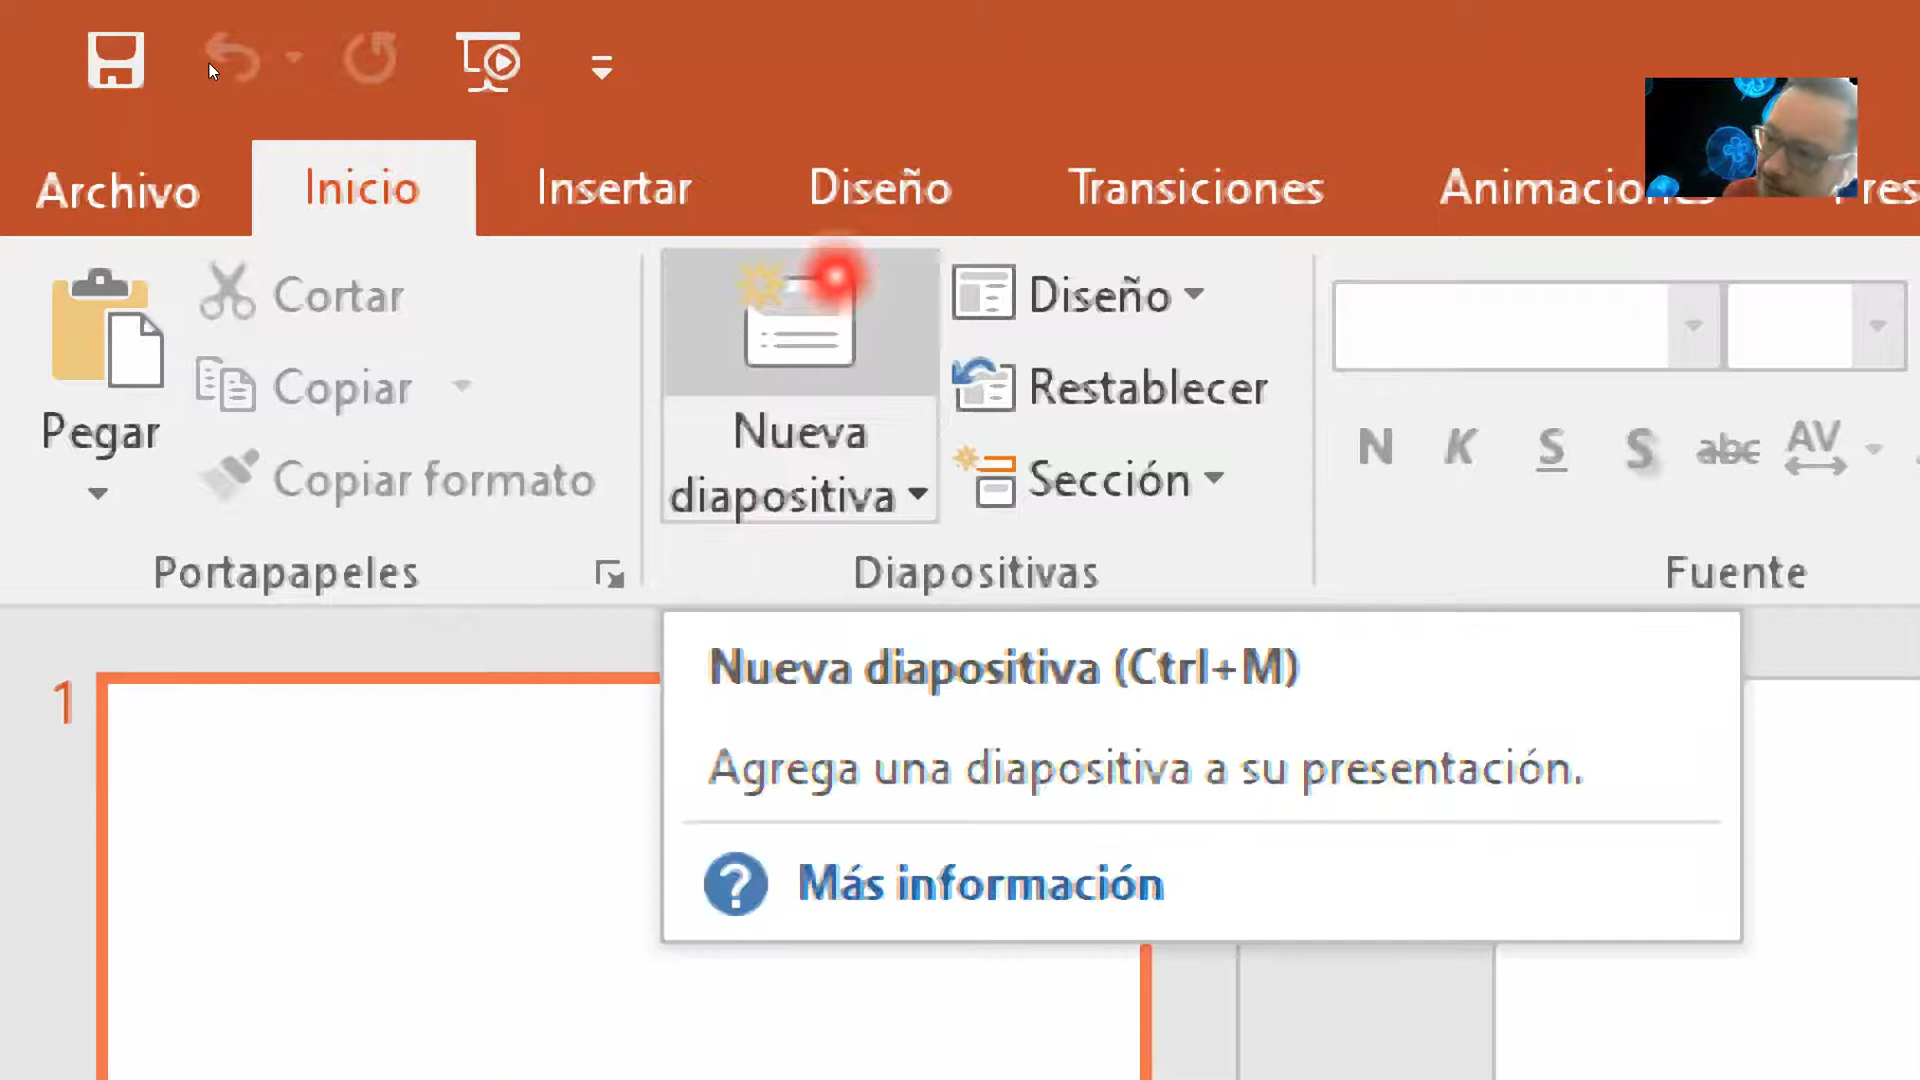 Archivo Inicio Insertar Diseño Transiciones
Pegar
Cortar
Copiar
Copiar formato
Portapapeles
Nueva
diapositiva
Diseño
Restablecer
Sección
Diapositivas
N K S S abc AV
Fuente
1
Nueva diapositiva (Ctrl+M)
Agrega una diapositiva a su presentación.
? Más información